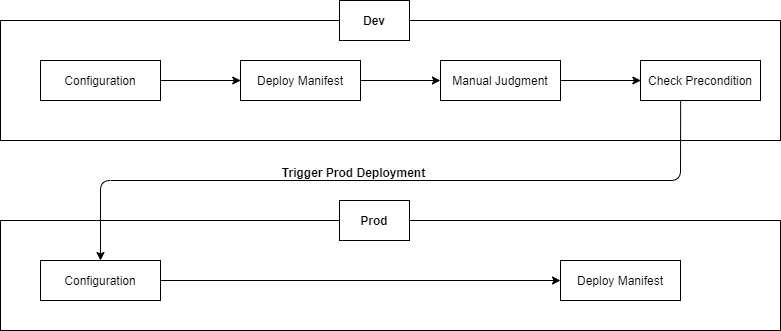 Dev
Configuration
Deploy Manifest
Manual Judgment
Check Precondition
Trigger Prod Deployment
Prod
Configuration
Deploy Manifest